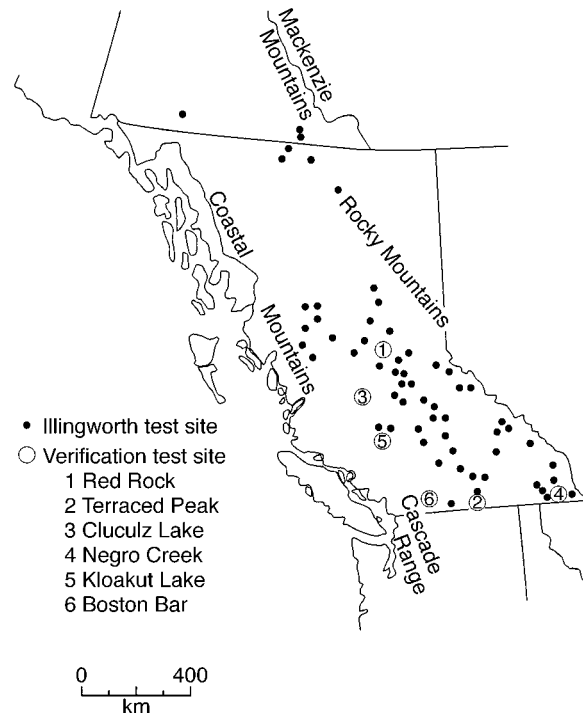 Mackenzie
Mountains
Coastal
Mountains
Rocky Mountains
1
3
5
6
2
4
Cascade
Range
Illingworth test site
Verification test site
1 Red Rock
2 Terraced Peak
3 Cluculz Lake
4 Negro Creek
5 Kloakut Lake
6 Boston Bar
0 400
km